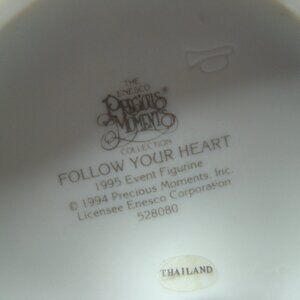 THE
ENESCO
PRECIOUS
MOMENTS®
COLLECTION
FOLLOW YOUR HEART
1995 Event Figurine
© 1994 Precious Moments, Inc.
Licensee Enesco Corporation
528080
THAILAND